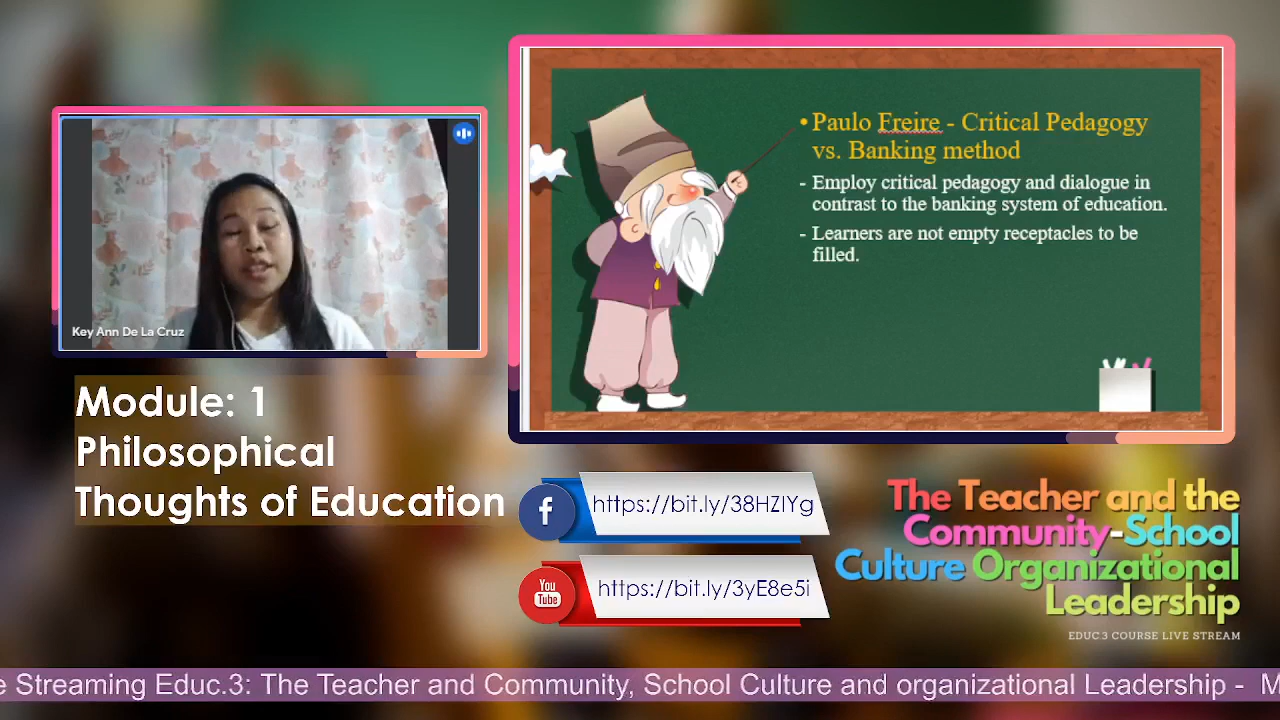 Key Ann De La Cruz
Module: 1
Philosophical
Thoughts of Education
• Paulo Freire - Critical Pedagogy
vs. Banking method
- Employ critical pedagogy and dialogue in
contrast to the banking system of education.
- Learners are not empty receptacles to be
filled.
f
https://bit.ly/38HZIYg
You
Tube
https://bit.ly/3yE8e5i
The Teacher and the
Community-School
Culture Organizational
Leadership
EDUC.3 COURSE LIVE STREAM
e Streaming Educ.3: The Teacher and Community, School Culture and organizational Leadership - M